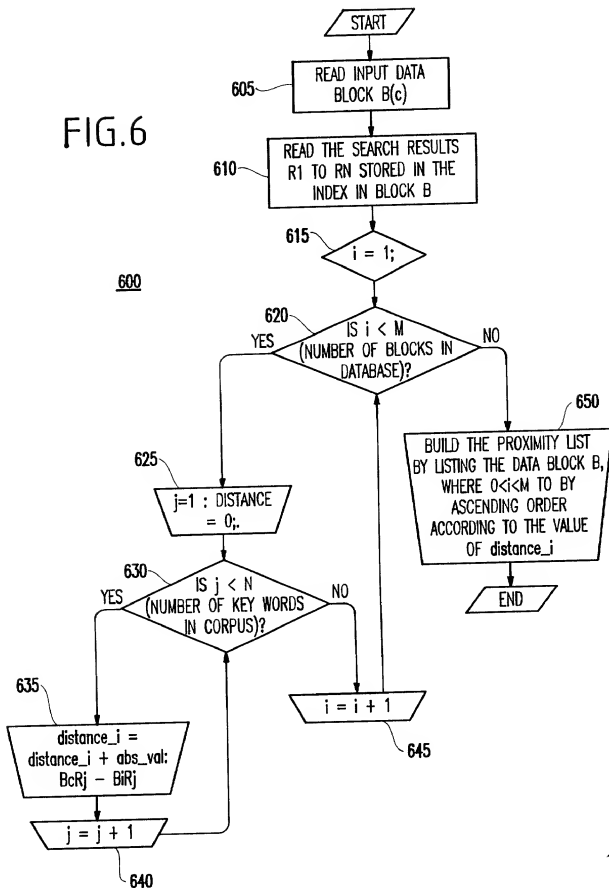 START
605
READ INPUT DATA
BLOCK B(c)
FIG.6
610
READ THE SEARCH RESULTS
R1 TO RN STORED IN THE
INDEX IN BLOCK B
615
i = 1;
600
620
YES
IS i < M
(NUMBER OF BLOCKS IN
DATABASE)?
NO
650
BUILD THE PROXIMITY LIST
BY LISTING THE DATA BLOCK B,
WHERE 0<i<M TO BY
ASCENDING ORDER
ACCORDING TO THE VALUE
OF distance_i
END
625
j=1 : DISTANCE
= 0;.
630
YES
IS j < N
(NUMBER OF KEY WORDS
IN CORPUS)?
NO
635
distance_i =
distance_i + abs_val:
BcRj – BiRj
i = i + 1
645
j = j + 1
640